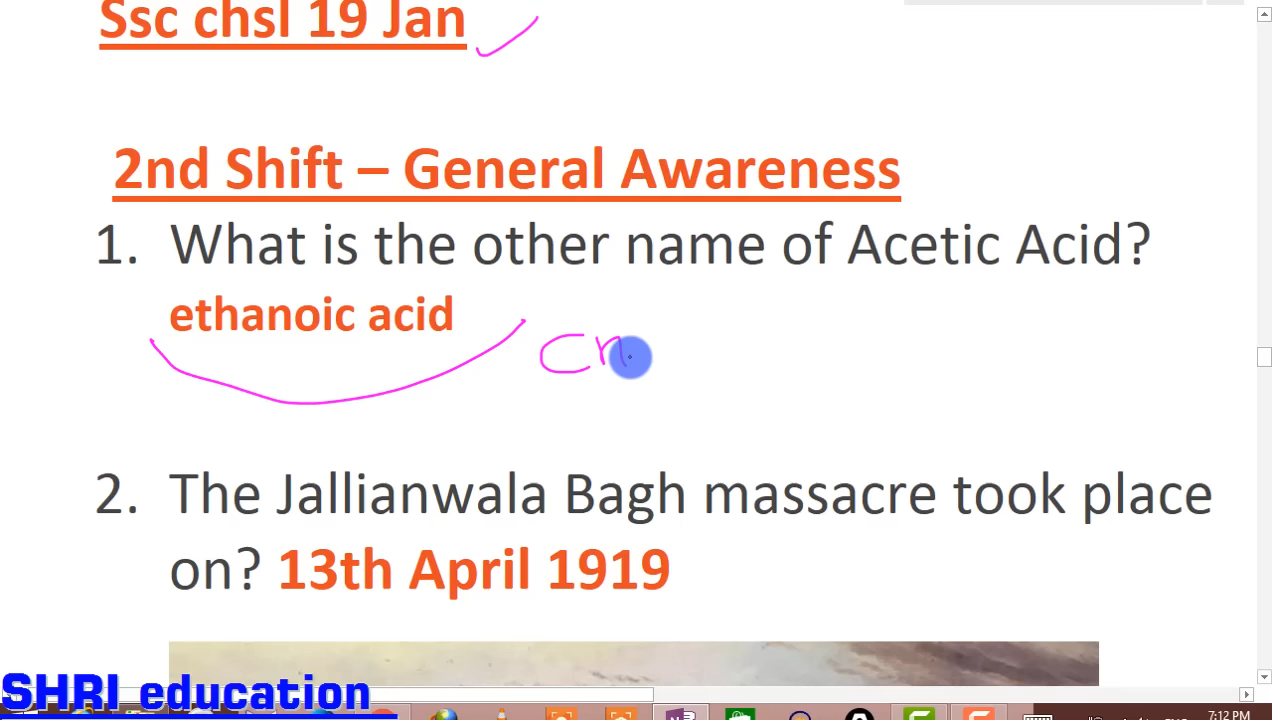 Ssc chsl 19 Jan
2nd Shift – General Awareness
1. What is the other name of Acetic Acid?
ethanoic acid
2. The Jallianwala Bagh massacre took place
on? 13th April 1919
SHRI education
7:12 PM